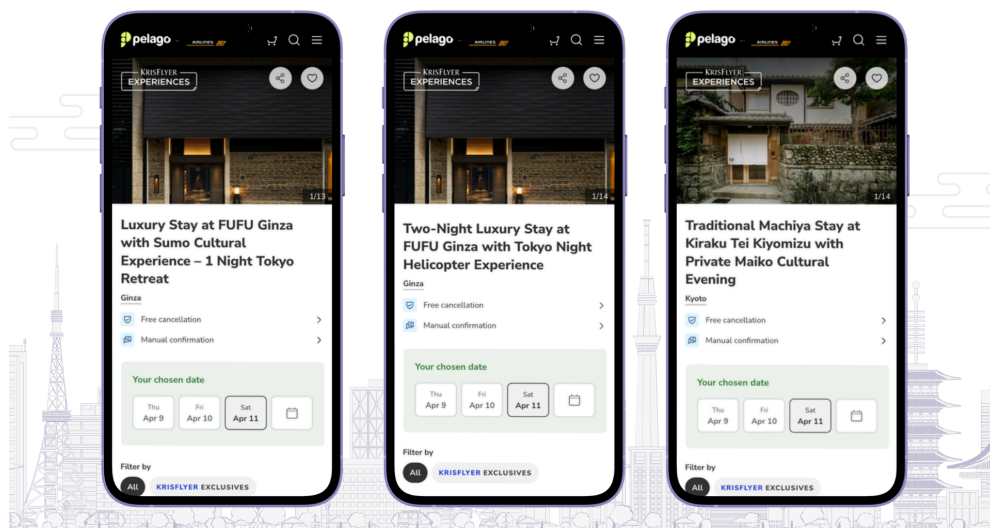 pelago
AIRLINES
KRISFLYER
EXPERIENCES
1/13
Luxury Stay at FUFU Ginza
with Sumo Cultural
Experience – 1 Night Tokyo
Retreat
Ginza
Free cancellation
Manual confirmation
Your chosen date
Thu
Apr 9
Fri
Apr 10
Sat
Apr 11
Filter by
All
KRISFLYER EXCLUSIVES
pelago
AIRLINES
KRISFLYER
EXPERIENCES
1/14
Two-Night Luxury Stay at
FUFU Ginza with Tokyo Night
Helicopter Experience
Ginza
Free cancellation
Manual confirmation
Your chosen date
Thu
Apr 9
Fri
Apr 10
Sat
Apr 11
Filter by
All
KRISFLYER EXCLUSIVES
pelago
AIRLINES
KRISFLYER
EXPERIENCES
1/14
Traditional Machiya Stay at
Kiraku Tei Kiyomizu with
Private Maiko Cultural
Evening
Kyoto
Free cancellation
Manual confirmation
Your chosen date
Thu
Apr 9
Fri
Apr 10
Sat
Apr 11
Filter by
All
KRISFLYER EXCLUSIVES